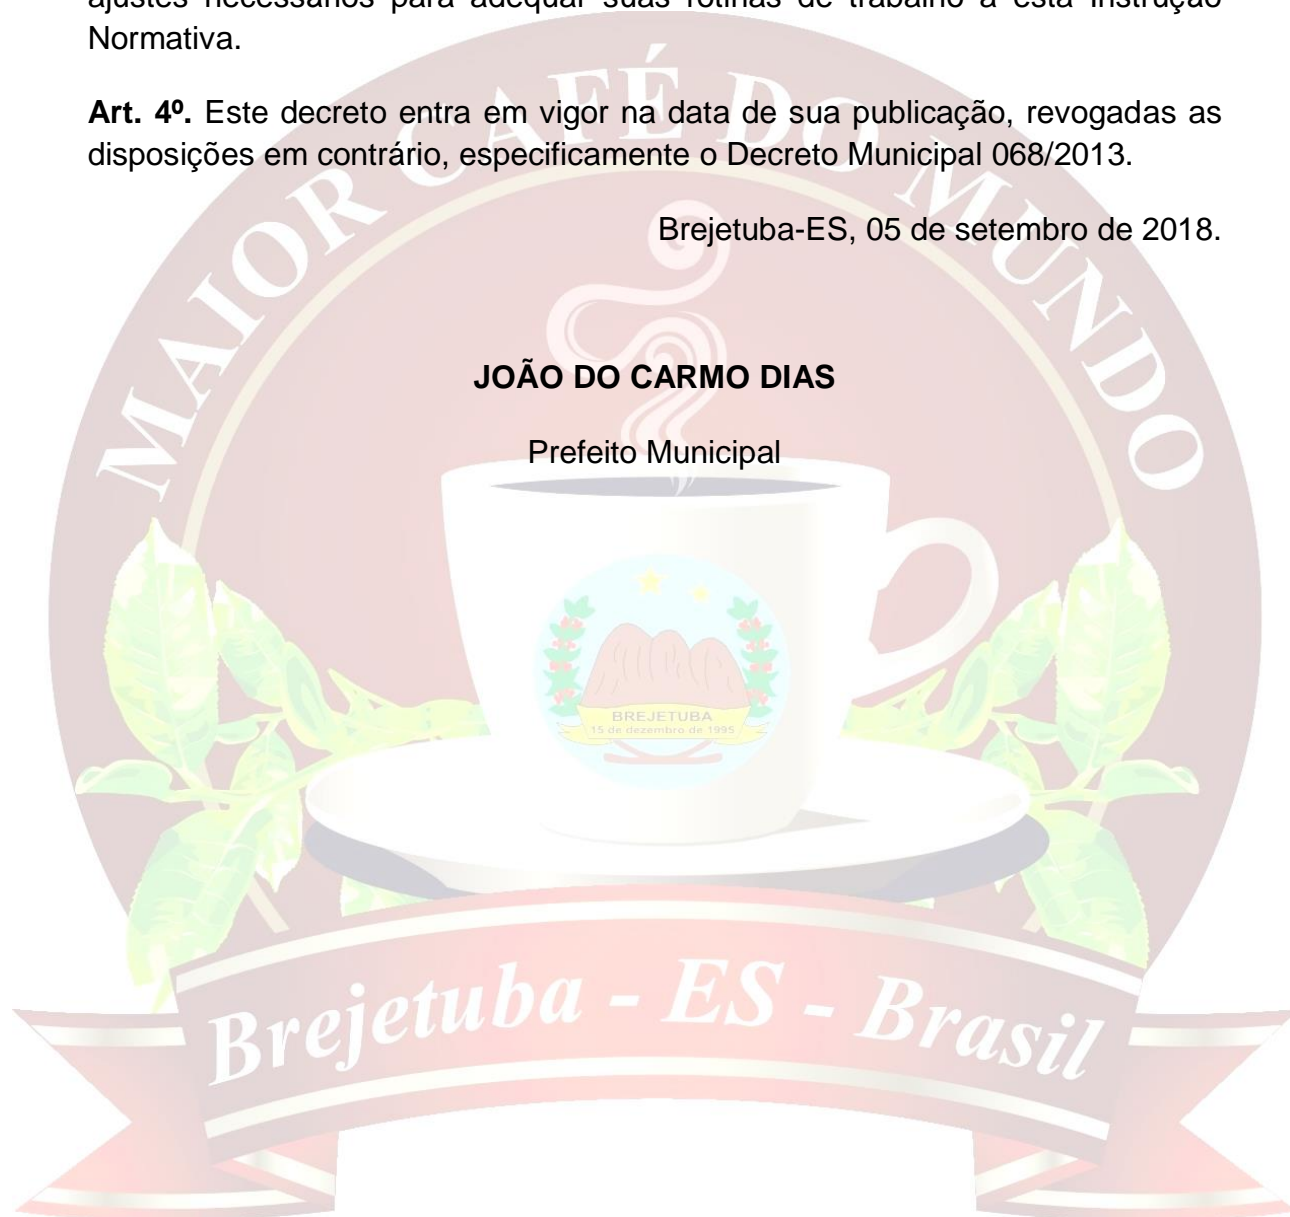 ajustes necessários para adequar suas rotinas de trabalho a esta Instrução
Normativa.
Art. 4º. Este decreto entra em vigor na data de sua publicação, revogadas as
disposições em contrário, especificamente o Decreto Municipal 068/2013.
Brejetuba-ES, 05 de setembro de 2018.
JOÃO DO CARMO DIAS
Prefeito Municipal
MAIOR CAFÉ DO MUNDO
BREJETUBA
15 de dezembro de 1995
Brejetuba - ES - Brasil